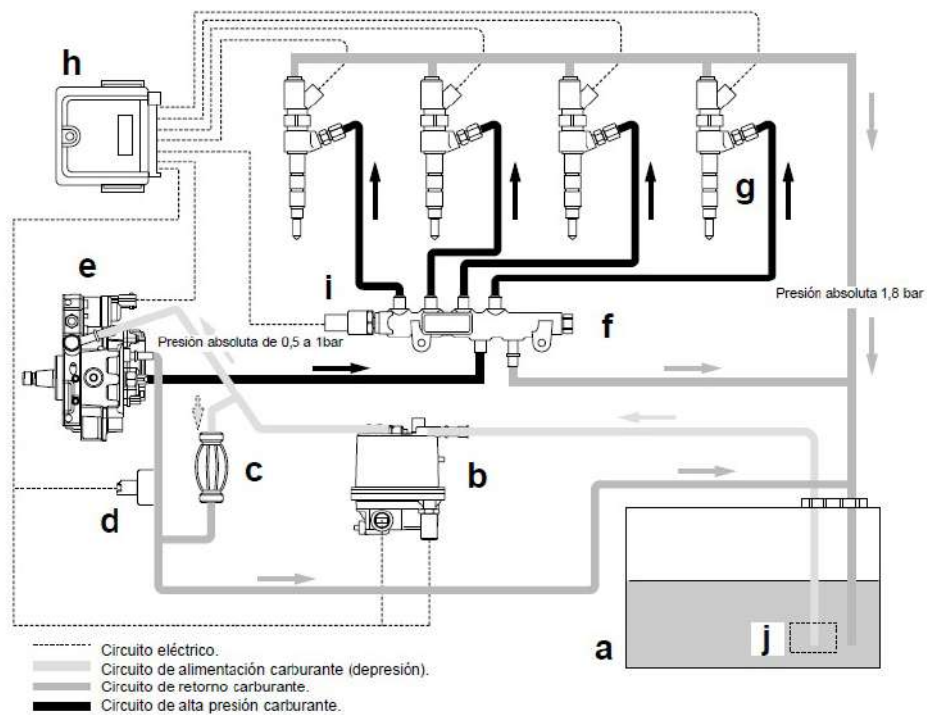 h
g
e
i
Presión absoluta 1,8 bar
f
Presión absoluta de 0,5 a 1bar
c
b
d
a
j
Circuito eléctrico.
Circuito de alimentación carburante (depresión).
Circuito de retorno carburante.
Circuito de alta presión carburante.